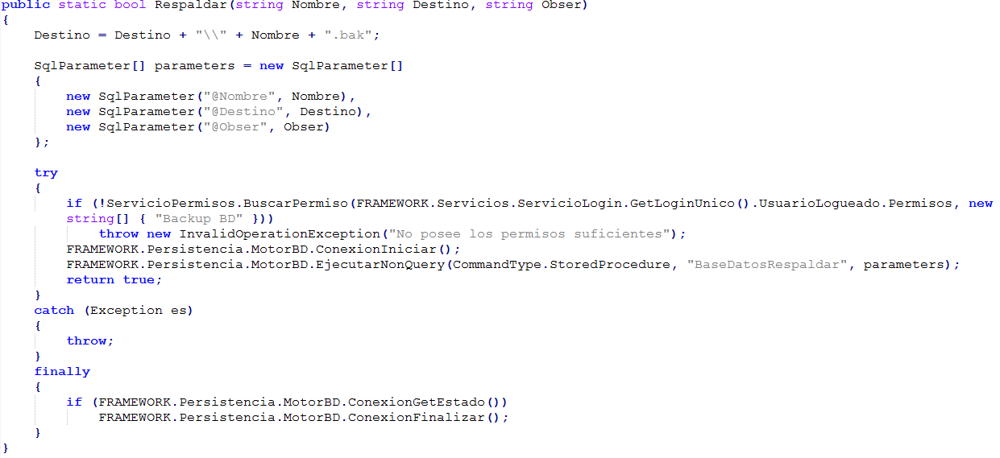 public static bool Respaldar(string Nombre, string Destino, string Obser)
{
    Destino = Destino + "\\" + Nombre + ".bak";

    SqlParameter[] parameters = new SqlParameter[]
    {
        new SqlParameter("@Nombre", Nombre),
        new SqlParameter("@Destino", Destino),
        new SqlParameter("@Obser", Obser)
    };

    try
    {
        if (!ServicioPermisos.BuscarPermiso(FRAMEWORK.Servicios.ServicioLogin.GetLoginUnico().UsuarioLogueado.Permisos, new
        string[] { "Backup BD" }))
            throw new InvalidOperationException("No posee los permisos suficientes");
        FRAMEWORK.Persistencia.MotorBD.ConexionIniciar();
        FRAMEWORK.Persistencia.MotorBD.EjecutarNonQuery(CommandType.StoredProcedure, "BaseDatosRespaldar", parameters);
        return true;
    }
    catch (Exception es)
    {
        throw;
    }
    finally
    {
        if (FRAMEWORK.Persistencia.MotorBD.ConexionGetEstado())
            FRAMEWORK.Persistencia.MotorBD.ConexionFinalizar();
    }
}